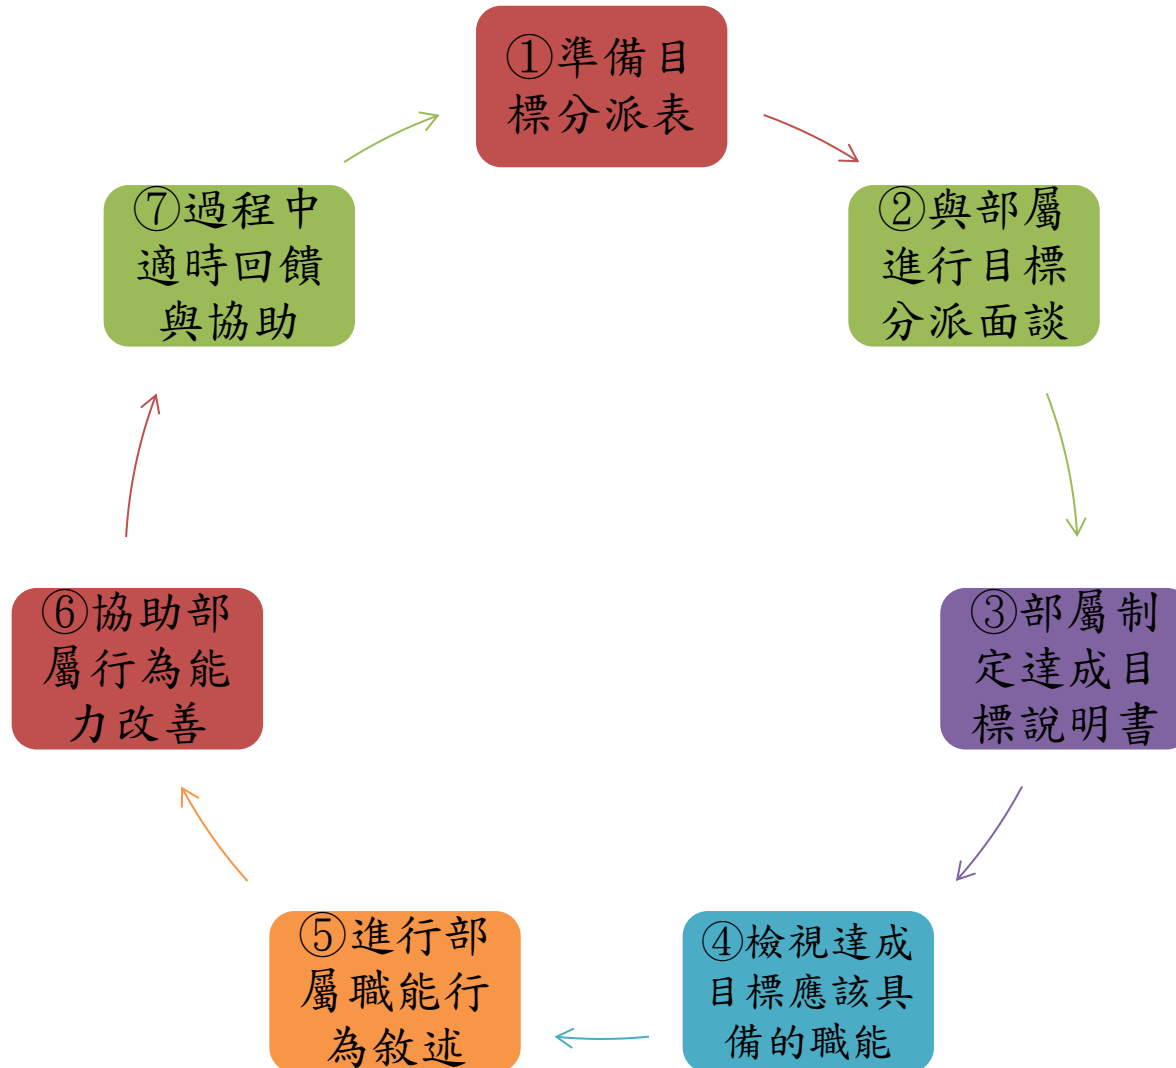 ①準備目
標分派表
②與部屬
進行目標
分派面談
③部屬制
定達成目
標說明書
④檢視達成
目標應該具
備的職能
⑤進行部
屬職能行
為敘述
⑥協助部
屬行為能
力改善
⑦過程中
適時回饋
與協助